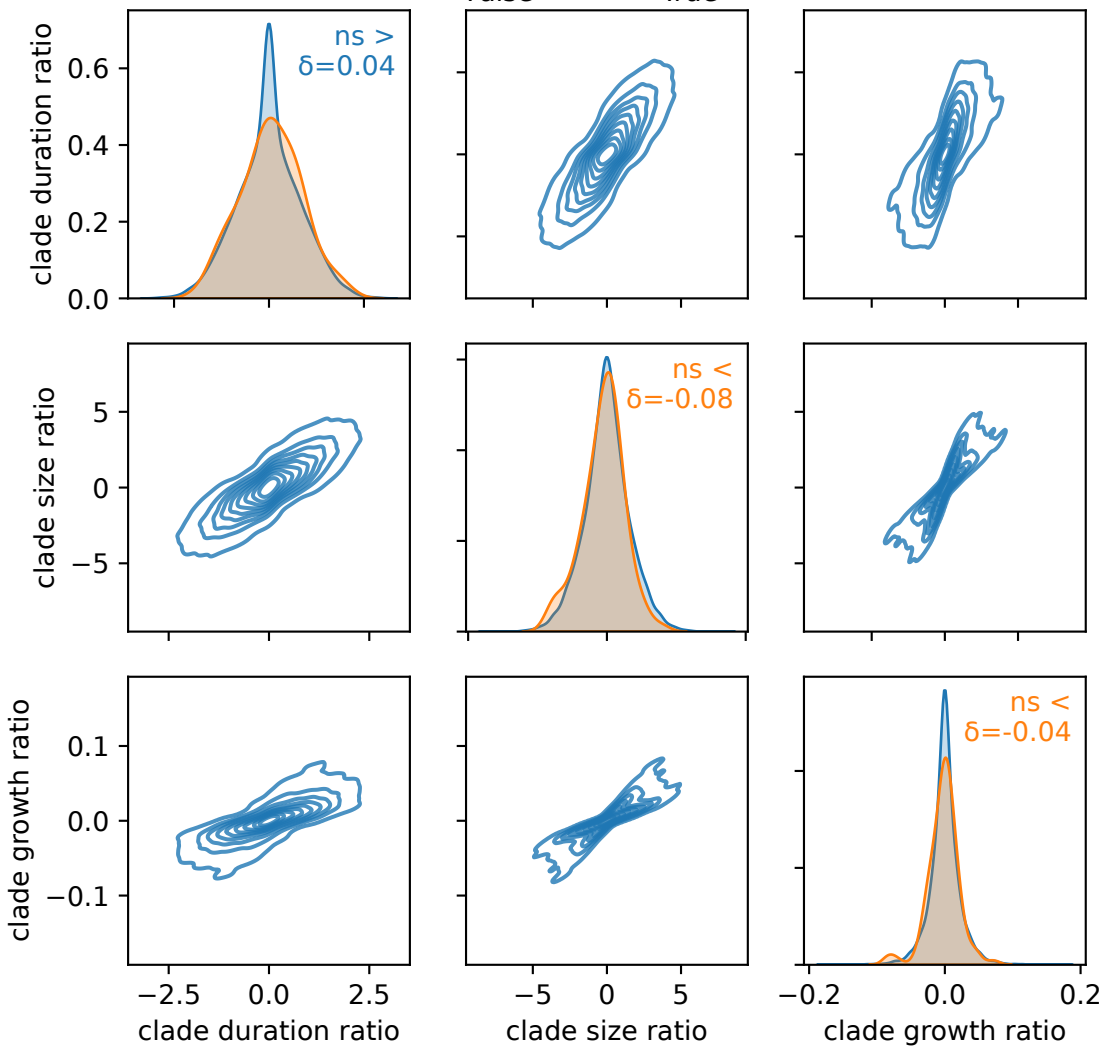 clade duration ratio
0.6
0.4
0.2
0.0
ns >
δ=0.04
clade size ratio
5
0
−5
ns <
δ=-0.08
clade growth ratio
0.1
0.0
−0.1
ns <
δ=-0.04
−2.5 0.0 2.5
clade duration ratio
−5 0 5
clade size ratio
−0.2 0.0 0.2
clade growth ratio